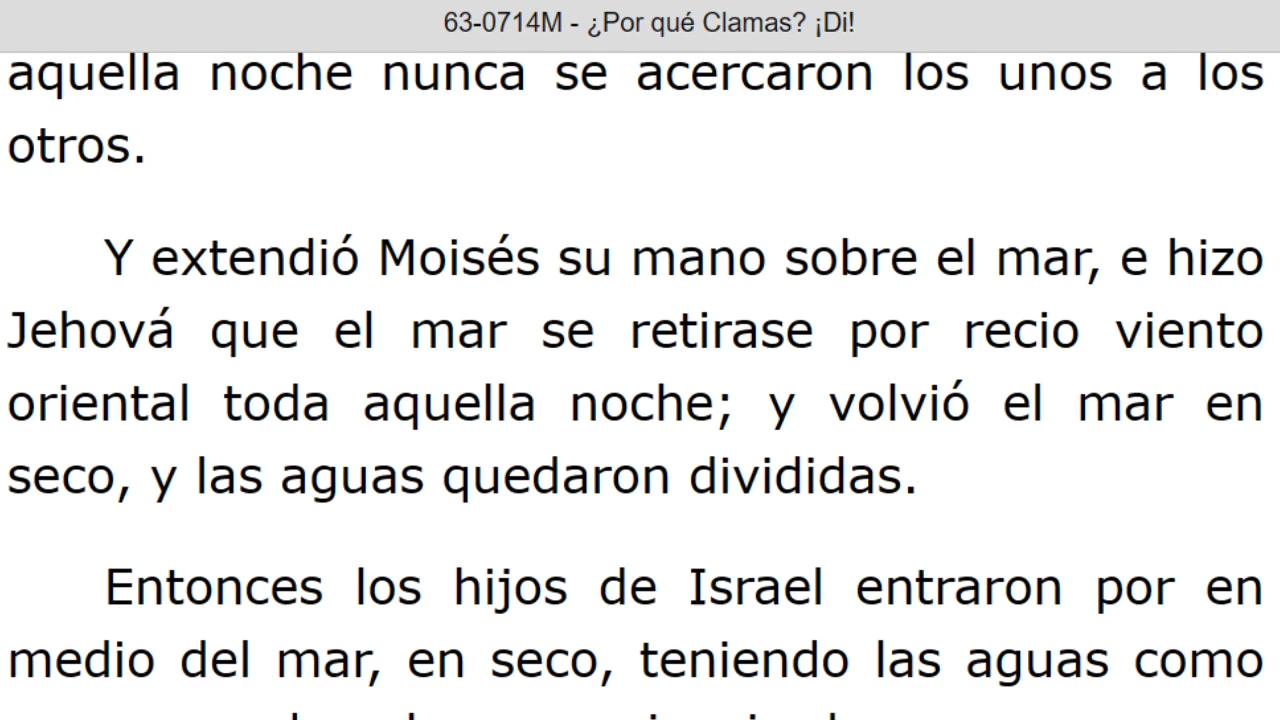 63-0714M - ¿Por qué Clamas? ¡Di!
aquella noche nunca se acercaron los unos a los
otros.
Y extendió Moisés su mano sobre el mar, e hizo
Jehová que el mar se retirase por recio viento
oriental toda aquella noche; y volvió el mar en
seco, y las aguas quedaron divididas.
Entonces los hijos de Israel entraron por en
medio del mar, en seco, teniendo las aguas como